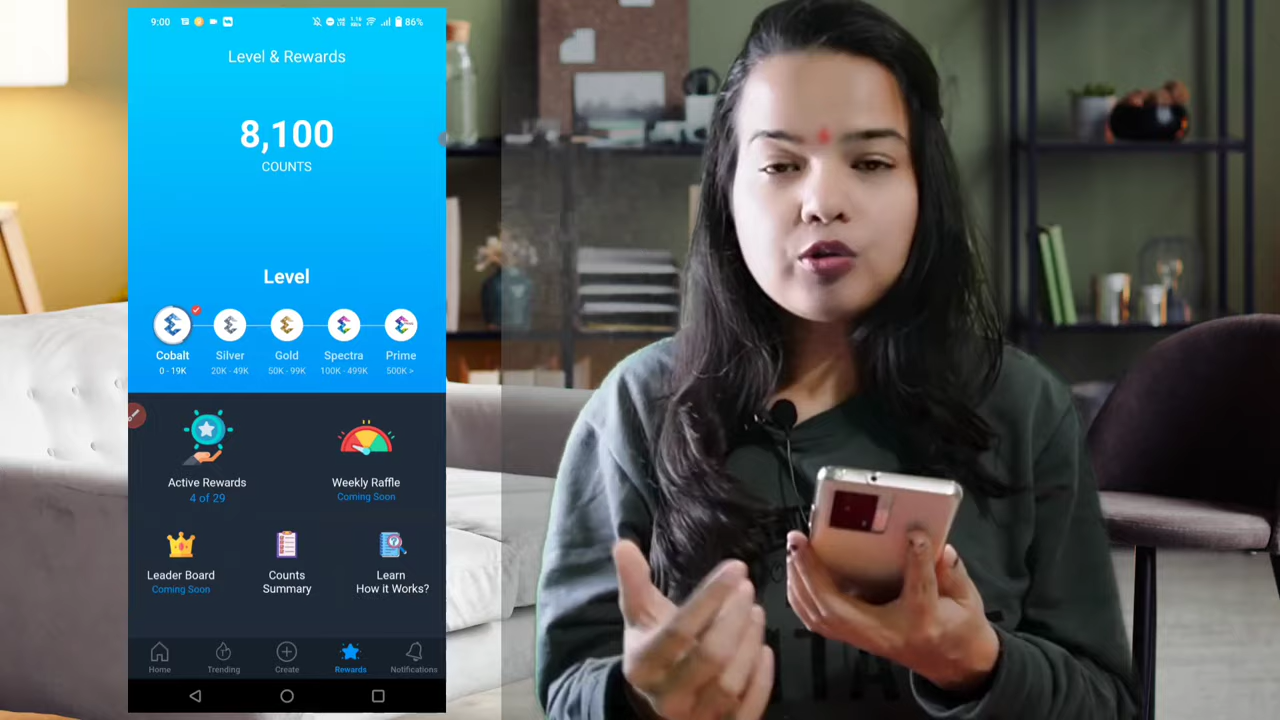 9:00
86%
Level & Rewards
8,100
COUNTS
Level
Cobalt Silver Gold Spectra Prime
0 - 19K 20K - 49K 50K - 99K 100K - 499K 500K >
Active Rewards Weekly Raffle
4 of 29 Coming Soon
Leader Board Counts Summary Learn How it Works?
Coming Soon
Home Trending Create Rewards Notifications